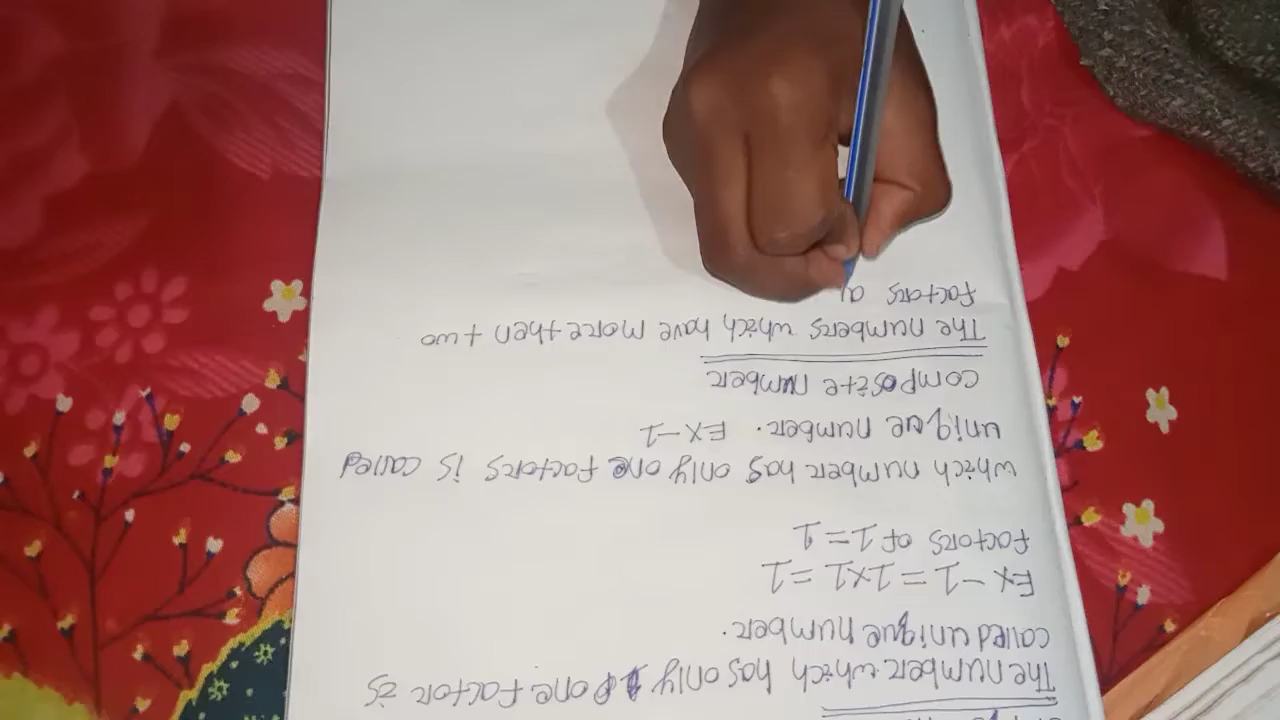 The number which has only one factor is
called unique number.
Ex - 1 = 1×1 = 1
Factors of 1 = 1
which number has only one factors is called
unique number. Ex - 1
composite number
The numbers which have more then two
factors a